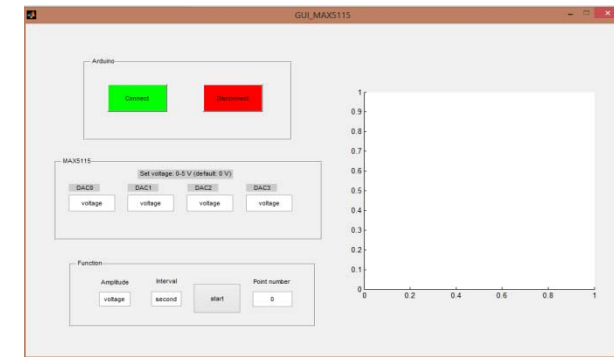 GUI_MAX5115
Arduino
Connect
Disconnect
MAX5115
Set voltage: 0-5 V (default: 0 V)
DAC0 DAC1 DAC2 DAC3
voltage voltage voltage voltage
Function
Amplitude Interval Point number
voltage second start 0
1
0.9
0.8
0.7
0.6
0.5
0.4
0.3
0.2
0.1
0
0 0.2 0.4 0.6 0.8 1